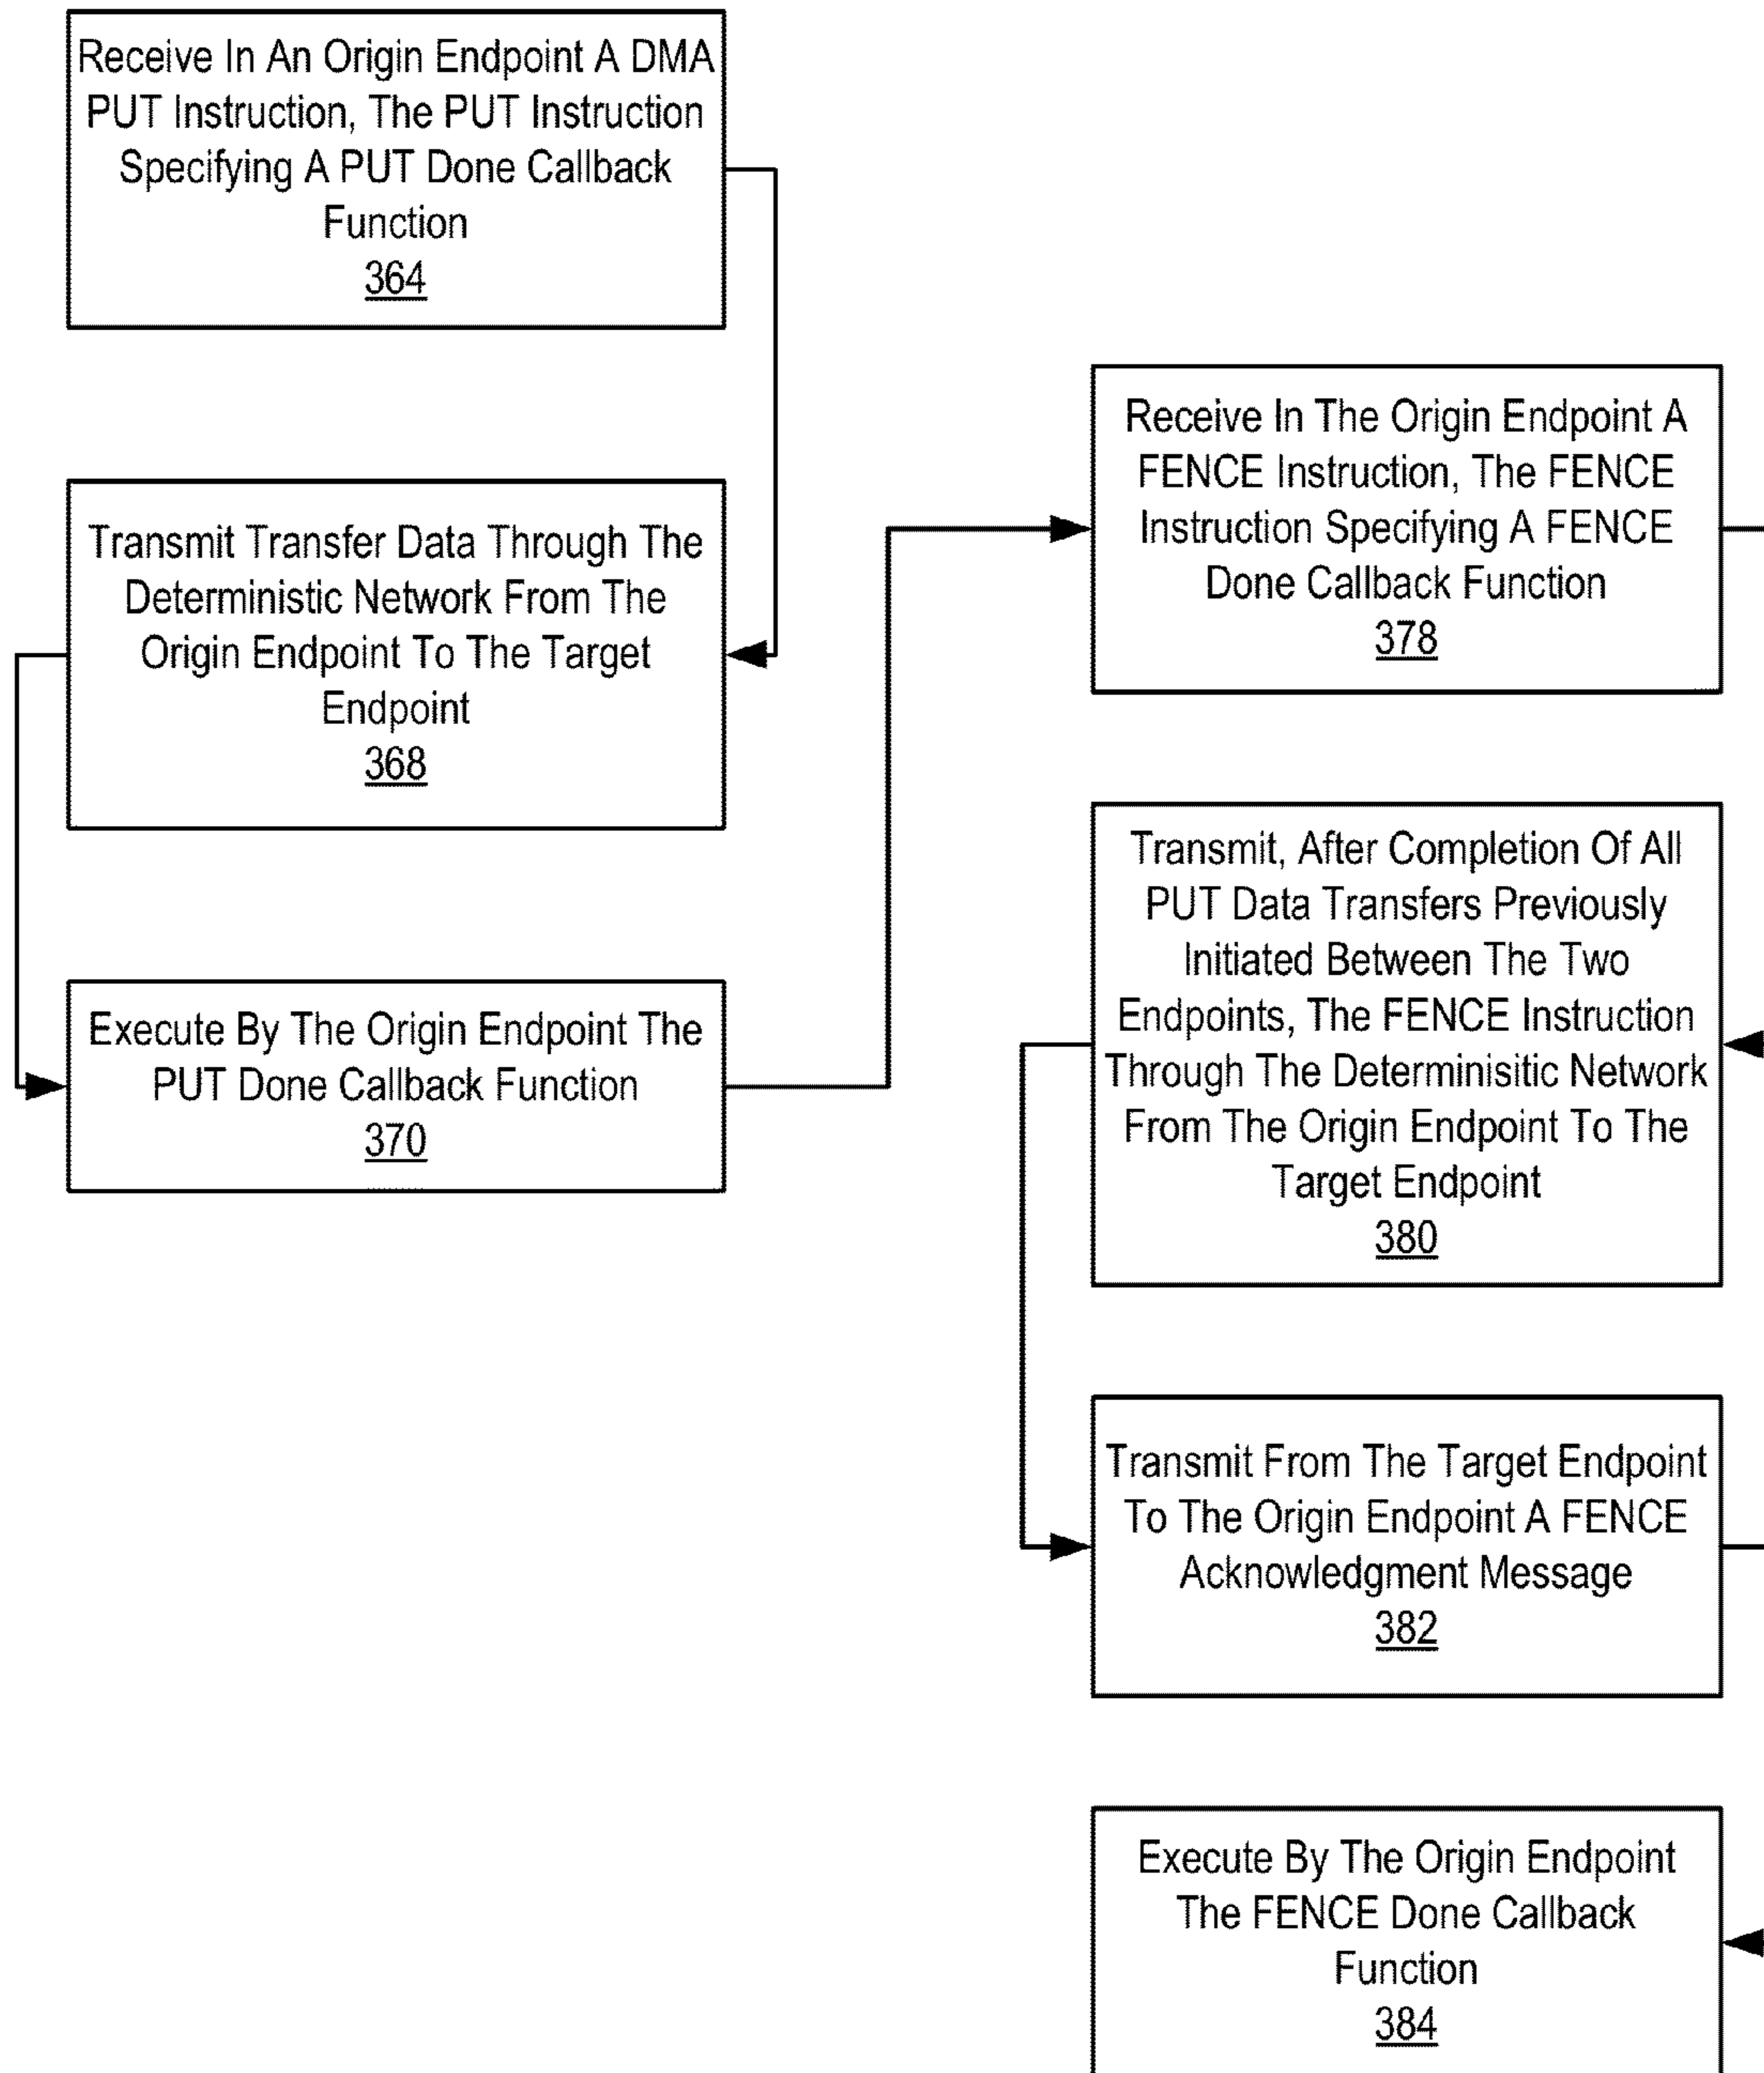 Receive In An Origin Endpoint A DMA
PUT Instruction, The PUT Instruction
Specifying A PUT Done Callback
Function
364
Transmit Transfer Data Through The
Deterministic Network From The
Origin Endpoint To The Target
Endpoint
368
Execute By The Origin Endpoint The
PUT Done Callback Function
370
Receive In The Origin Endpoint A
FENCE Instruction, The FENCE
Instruction Specifying A FENCE
Done Callback Function
378
Transmit, After Completion Of All
PUT Data Transfers Previously
Initiated Between The Two
Endpoints, The FENCE Instruction
Through The Determinisitic Network
From The Origin Endpoint To The
Target Endpoint
380
Transmit From The Target Endpoint
To The Origin Endpoint A FENCE
Acknowledgment Message
382
Execute By The Origin Endpoint
The FENCE Done Callback
Function
384